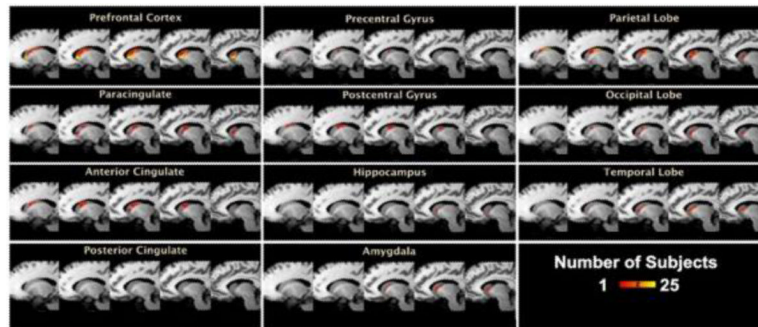 Prefrontal Cortex
Precentral Gyrus
Parietal Lobe
Paracingulate
Postcentral Gyrus
Occipital Lobe
Anterior Cingulate
Hippocampus
Temporal Lobe
Posterior Cingulate
Amygdala
Number of Subjects
1 25